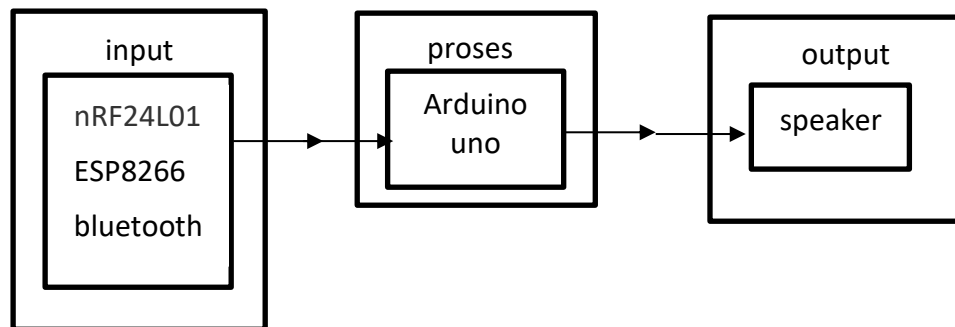 input
nRF24L01
ESP8266
bluetooth
proses
Arduino
uno
output
speaker